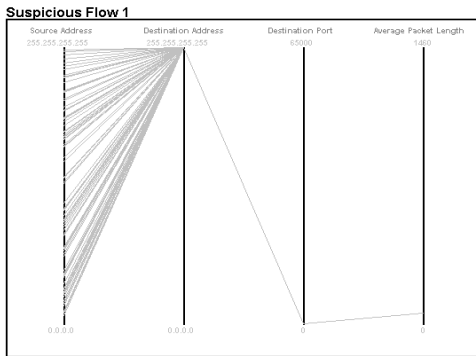 Suspicious Flow 1
Source Address Destination Address Destination Port Average Packet Length
255.255.255.255 255.255.255.255 65000 1460
0.0.0.0 0.0.0.0 0 0